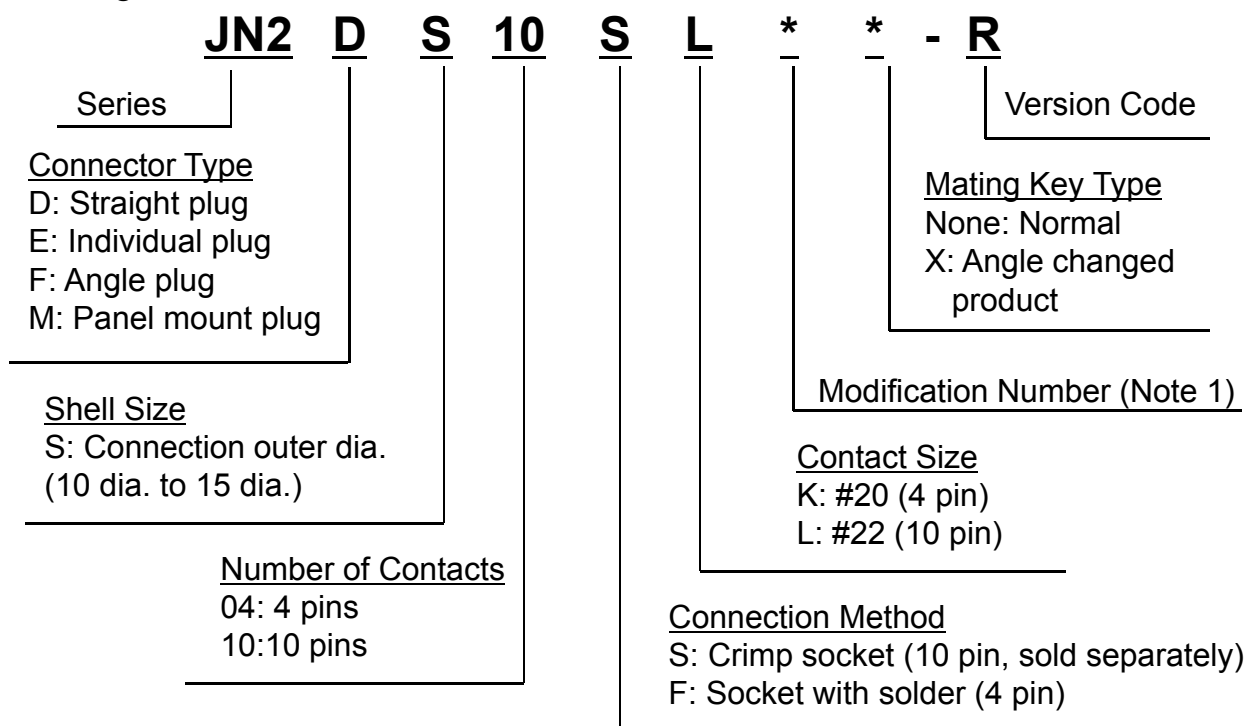 JN2 D S 10 S L * * - R
Series
Version Code
Connector Type
D: Straight plug
E: Individual plug
F: Angle plug
M: Panel mount plug
Mating Key Type
None: Normal
X: Angle changed
product
Modification Number (Note 1)
Shell Size
S: Connection outer dia.
(10 dia. to 15 dia.)
Contact Size
K: #20 (4 pin)
L: #22 (10 pin)
Number of Contacts
04: 4 pins
10:10 pins
Connection Method
S: Crimp socket (10 pin, sold separately)
F: Socket with solder (4 pin)